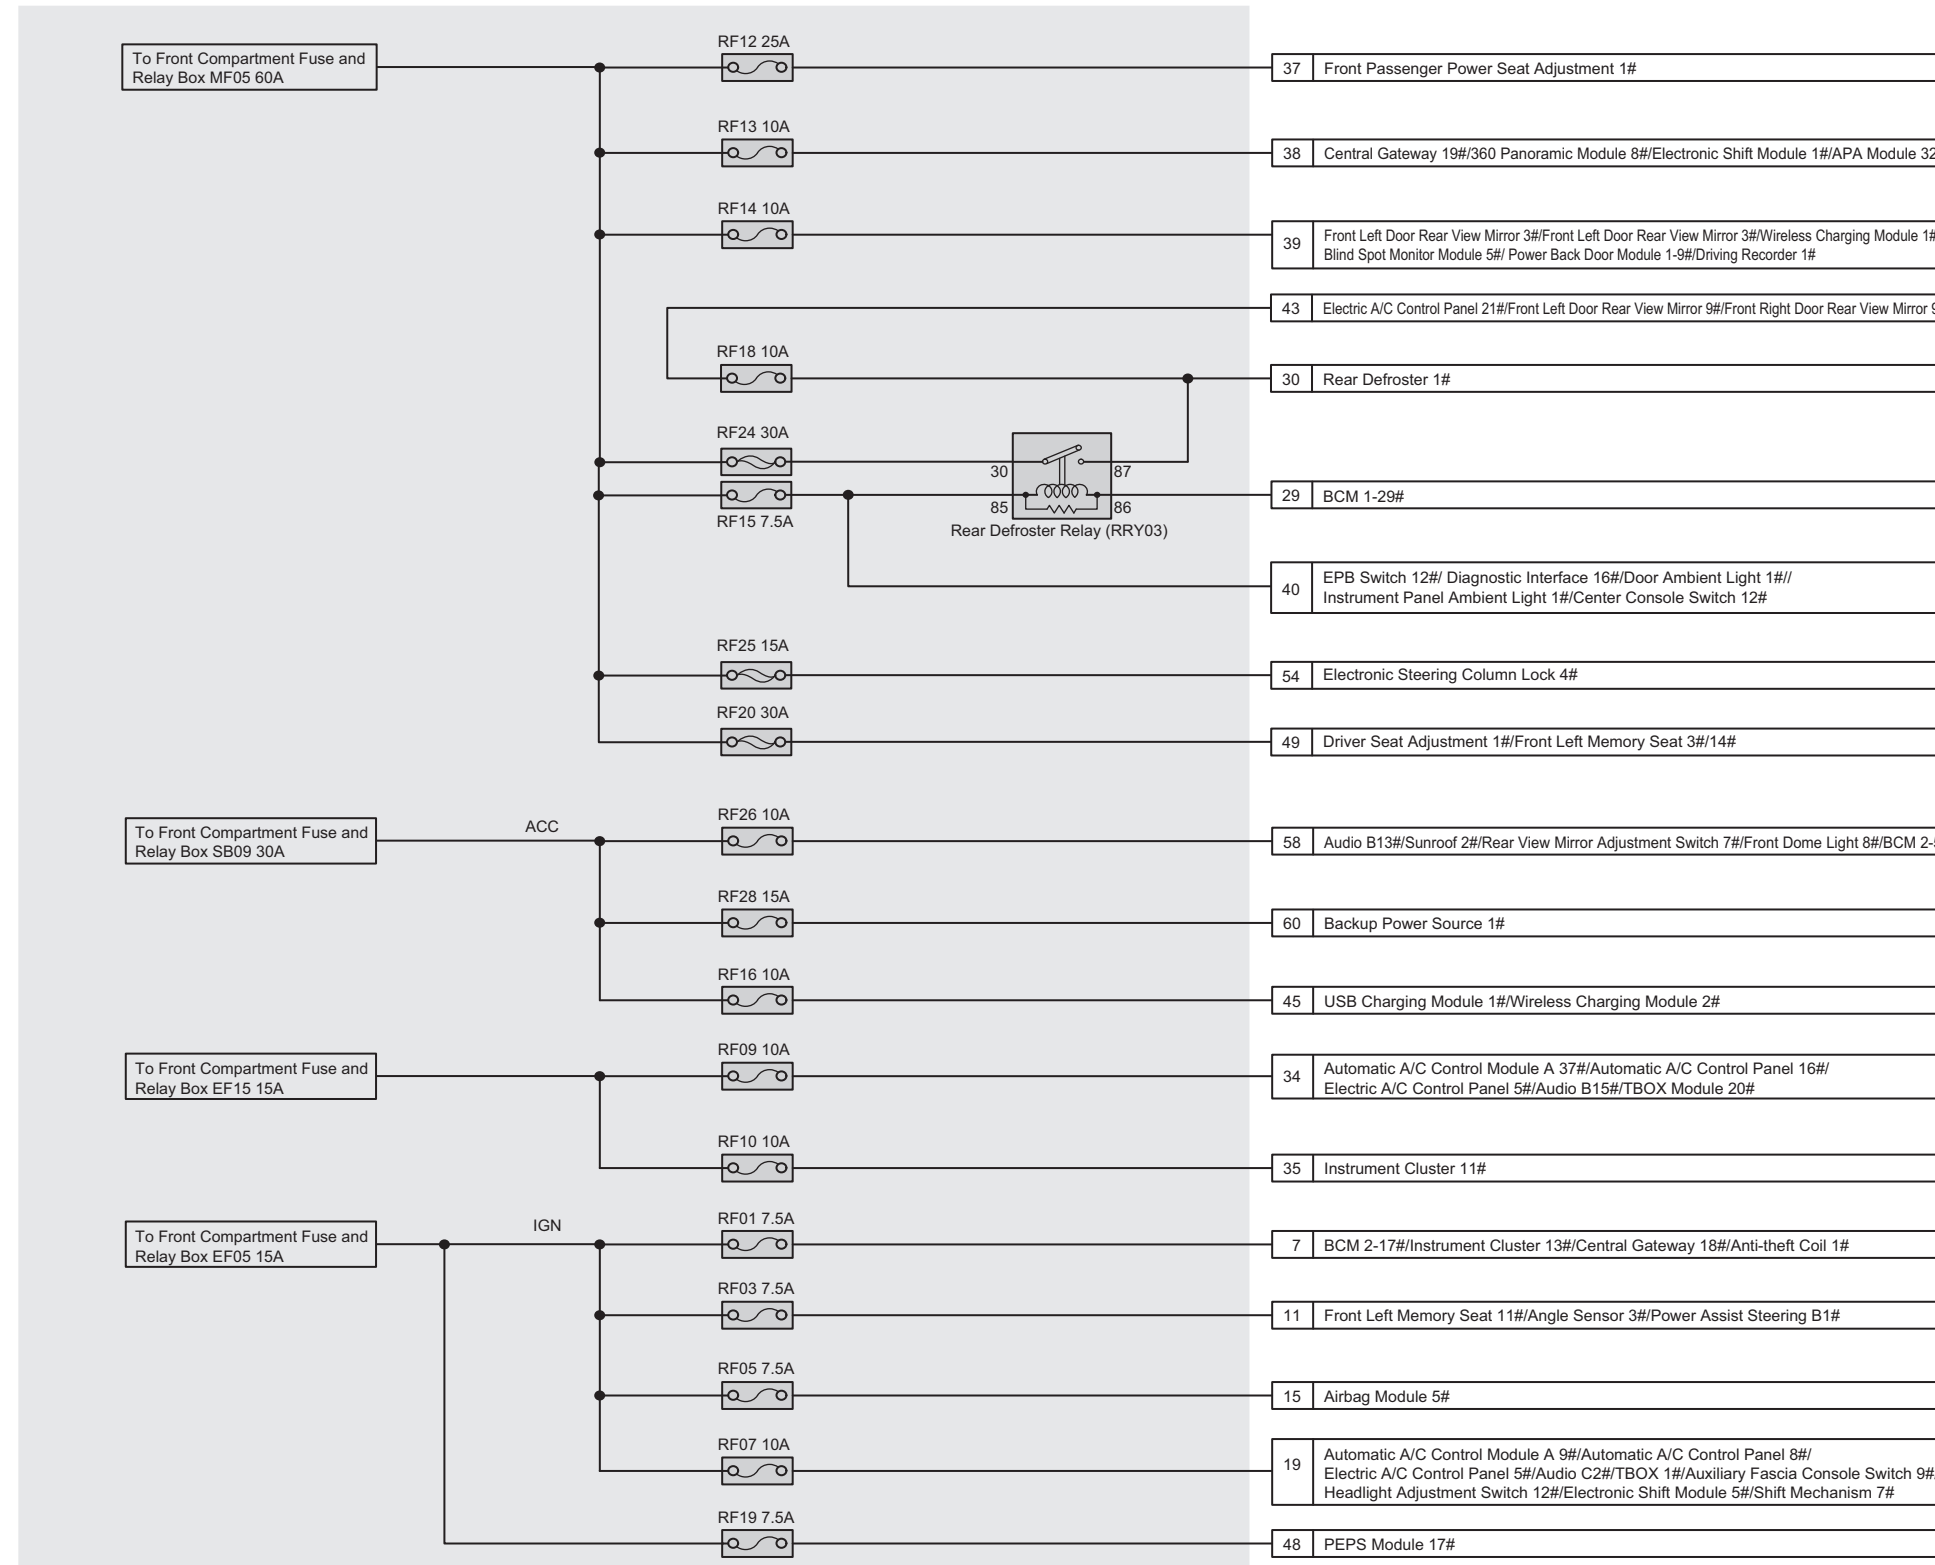 RF12 25A
To Front Compartment Fuse and
Relay Box MF05 60A
37 Front Passenger Power Seat Adjustment 1#
RF13 10A
38 Central Gateway 19#/360 Panoramic Module 8#/Electronic Shift Module 1#/APA Module 32
RF14 10A
39 Front Left Door Rear View Mirror 3#/Front Left Door Rear View Mirror 3#/Wireless Charging Module 1#
Blind Spot Monitor Module 5#/ Power Back Door Module 1-9#/Driving Recorder 1#
43 Electric A/C Control Panel 21#/Front Left Door Rear View Mirror 9#/Front Right Door Rear View Mirror 9
RF18 10A
30 Rear Defroster 1#
RF24 30A
30 87
RF15 7.5A
85 86
29 BCM 1-29#
Rear Defroster Relay (RRY03)
40 EPB Switch 12#/ Diagnostic Interface 16#/Door Ambient Light 1#//
Instrument Panel Ambient Light 1#/Center Console Switch 12#
RF25 15A
54 Electronic Steering Column Lock 4#
RF20 30A
49 Driver Seat Adjustment 1#/Front Left Memory Seat 3#/14#
RF26 10A
To Front Compartment Fuse and
Relay Box SB09 30A
ACC
58 Audio B13#/Sunroof 2#/Rear View Mirror Adjustment Switch 7#/Front Dome Light 8#/BCM 2-5
RF28 15A
60 Backup Power Source 1#
RF16 10A
45 USB Charging Module 1#/Wireless Charging Module 2#
RF09 10A
To Front Compartment Fuse and
Relay Box EF15 15A
34 Automatic A/C Control Module A 37#/Automatic A/C Control Panel 16#/
Electric A/C Control Panel 5#/Audio B15#/TBOX Module 20#
RF10 10A
35 Instrument Cluster 11#
RF01 7.5A
To Front Compartment Fuse and
Relay Box EF05 15A
IGN
7 BCM 2-17#/Instrument Cluster 13#/Central Gateway 18#/Anti-theft Coil 1#
RF03 7.5A
11 Front Left Memory Seat 11#/Angle Sensor 3#/Power Assist Steering B1#
RF05 7.5A
15 Airbag Module 5#
RF07 10A
19 Automatic A/C Control Module A 9#/Automatic A/C Control Panel 8#/
Electric A/C Control Panel 5#/Audio C2#/TBOX 1#/Auxiliary Fascia Console Switch 9#/
Headlight Adjustment Switch 12#/Electronic Shift Module 5#/Shift Mechanism 7#
RF19 7.5A
48 PEPS Module 17#